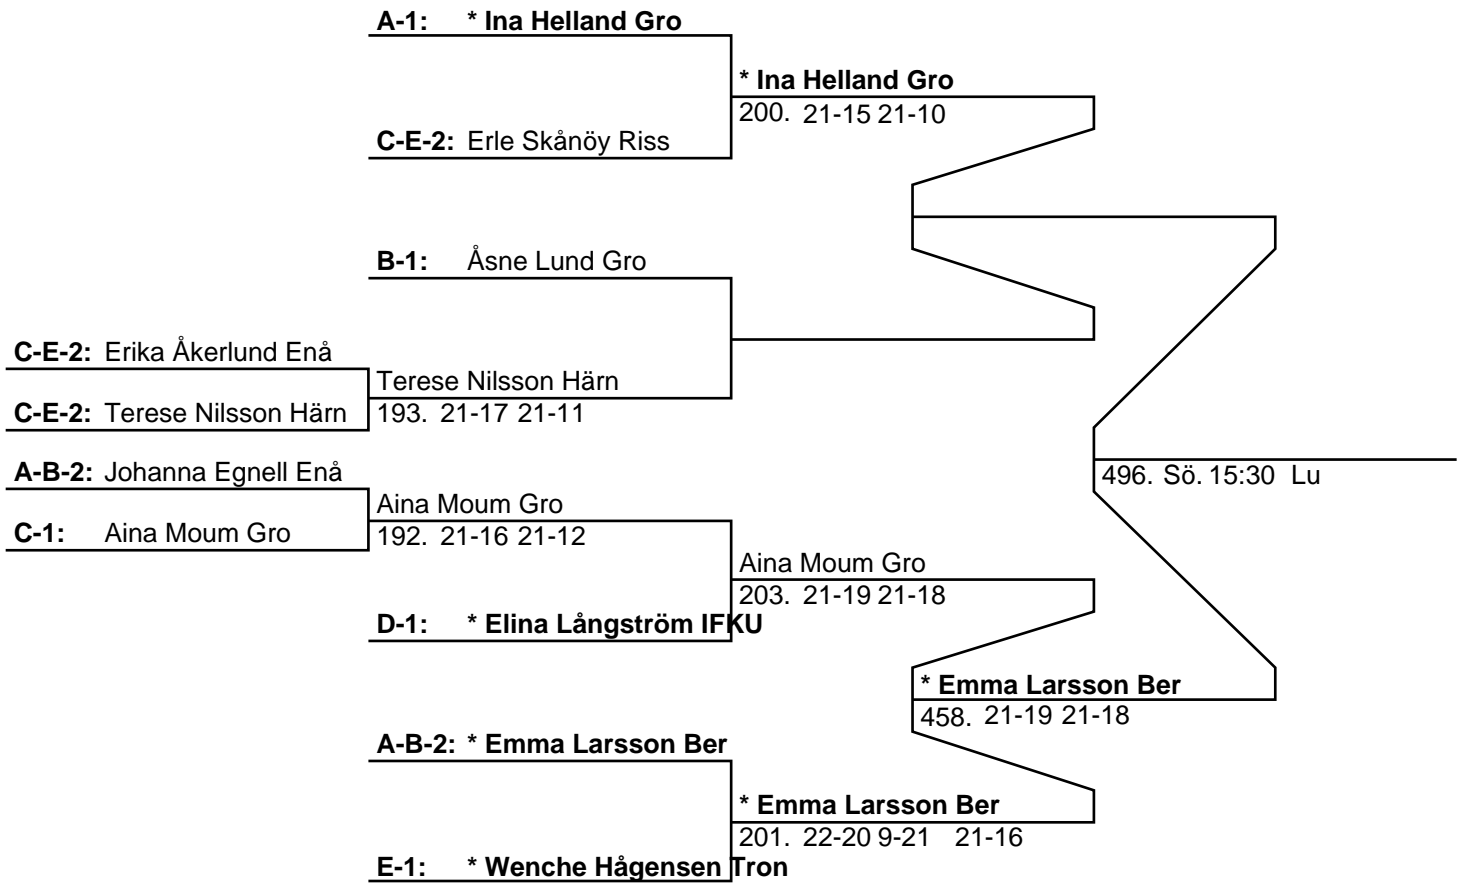 A-1: * Ina Helland Gro
* Ina Helland Gro
200. 21-15 21-10
C-E-2: Erle Skånöy Riss
B-1: Åsne Lund Gro
C-E-2: Erika Åkerlund Enå
Terese Nilsson Härn
C-E-2: Terese Nilsson Härn
193. 21-17 21-11
A-B-2: Johanna Egnell Enå
496. Sö. 15:30 Lu
Aina Moum Gro
C-1: Aina Moum Gro
192. 21-16 21-12
Aina Moum Gro
203. 21-19 21-18
D-1: * Elina Långström IFKU
* Emma Larsson Ber
458. 21-19 21-18
A-B-2: * Emma Larsson Ber
* Emma Larsson Ber
201. 22-20 9-21 21-16
E-1: * Wenche Hågensen Tron